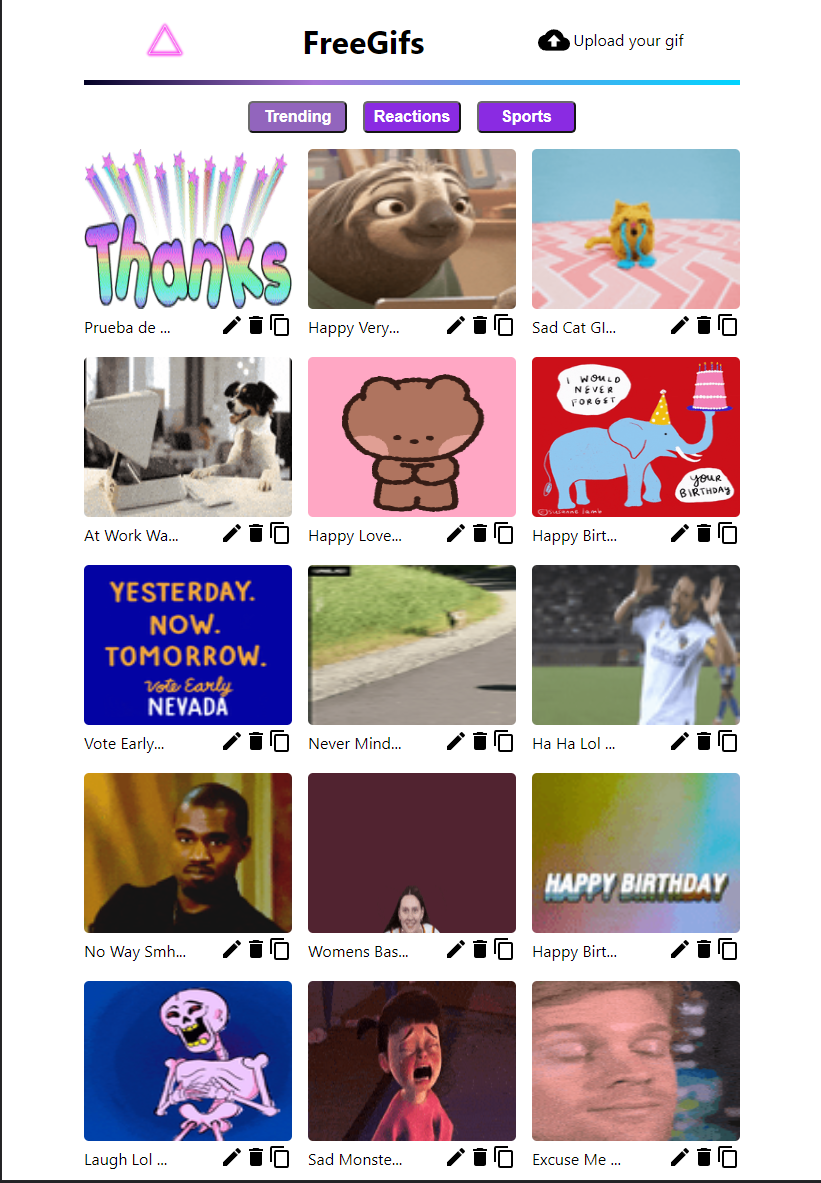 FreeGifs
Upload your gif
Trending
Reactions
Sports
Thanks
Prueba de ...
Happy Very...
Sad Cat GI...
I WOULD
NEVER
FORGET
YOUR
BIRTHDAY
©susanne lamb
At Work Wa...
Happy Love...
Happy Birt...
YESTERDAY.
NOW.
TOMORROW.
Vote Early
NEVADA
Vote Early...
Never Mind...
Ha Ha Lol ...
HAPPY BIRTHDAY
No Way Smh...
Womens Bas...
Happy Birt...
Laugh Lol ...
Sad Monste...
Excuse Me ...